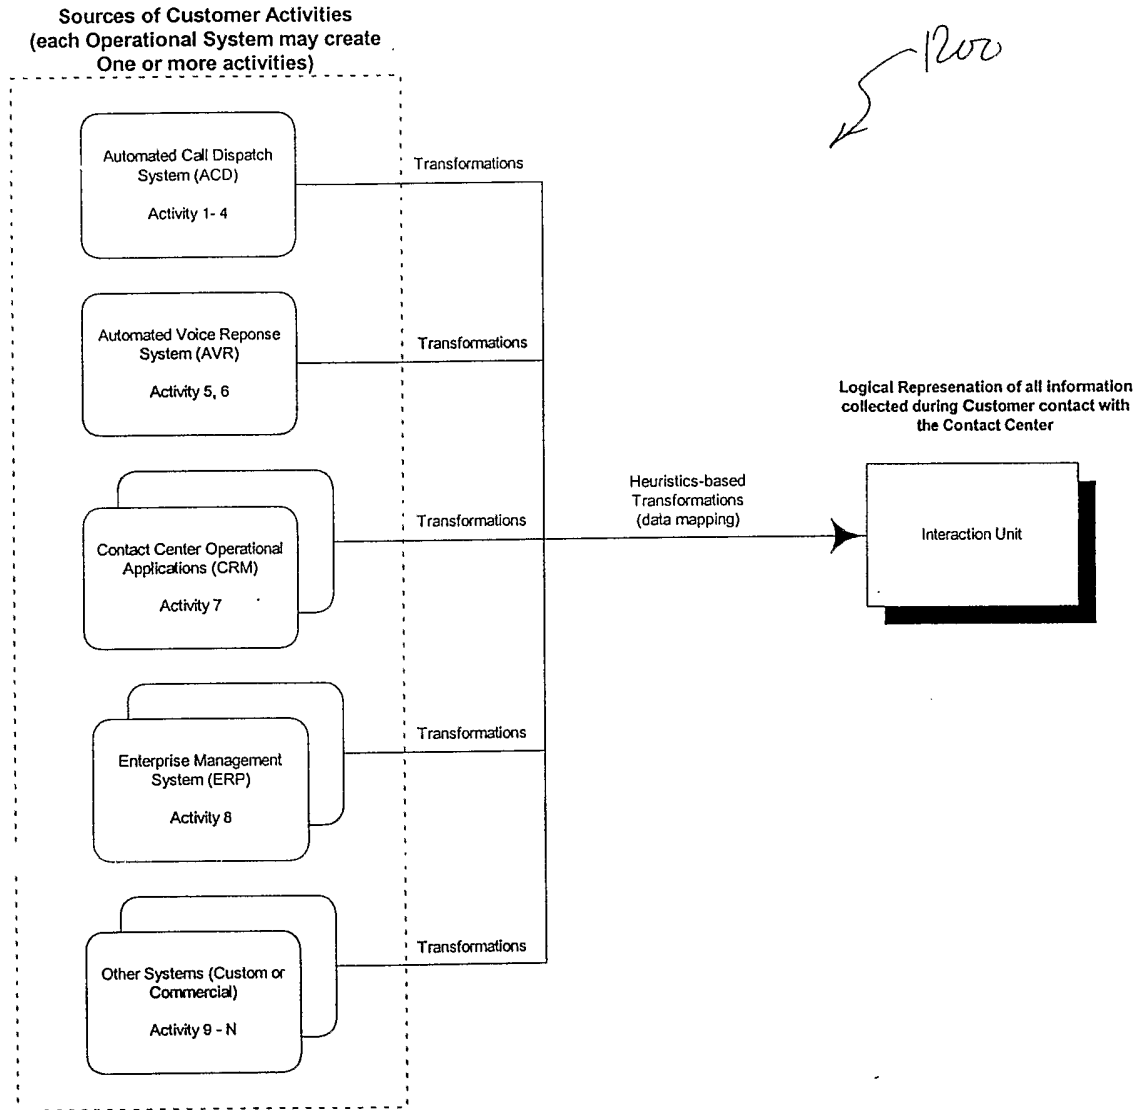 Sources of Customer Activities
(each Operational System may create
One or more activities)
1200
Automated Call Dispatch
System (ACD)
Activity 1- 4
Transformations
Automated Voice Reponse
System (AVR)
Activity 5, 6
Transformations
Logical Represenation of all information
collected during Customer contact with
the Contact Center
Contact Center Operational
Applications (CRM)
Activity 7
Transformations
Heuristics-based
Transformations
(data mapping)
Interaction Unit
Enterprise Management
System (ERP)
Activity 8
Transformations
Other Systems (Custom or
Commercial)
Activity 9 - N
Transformations